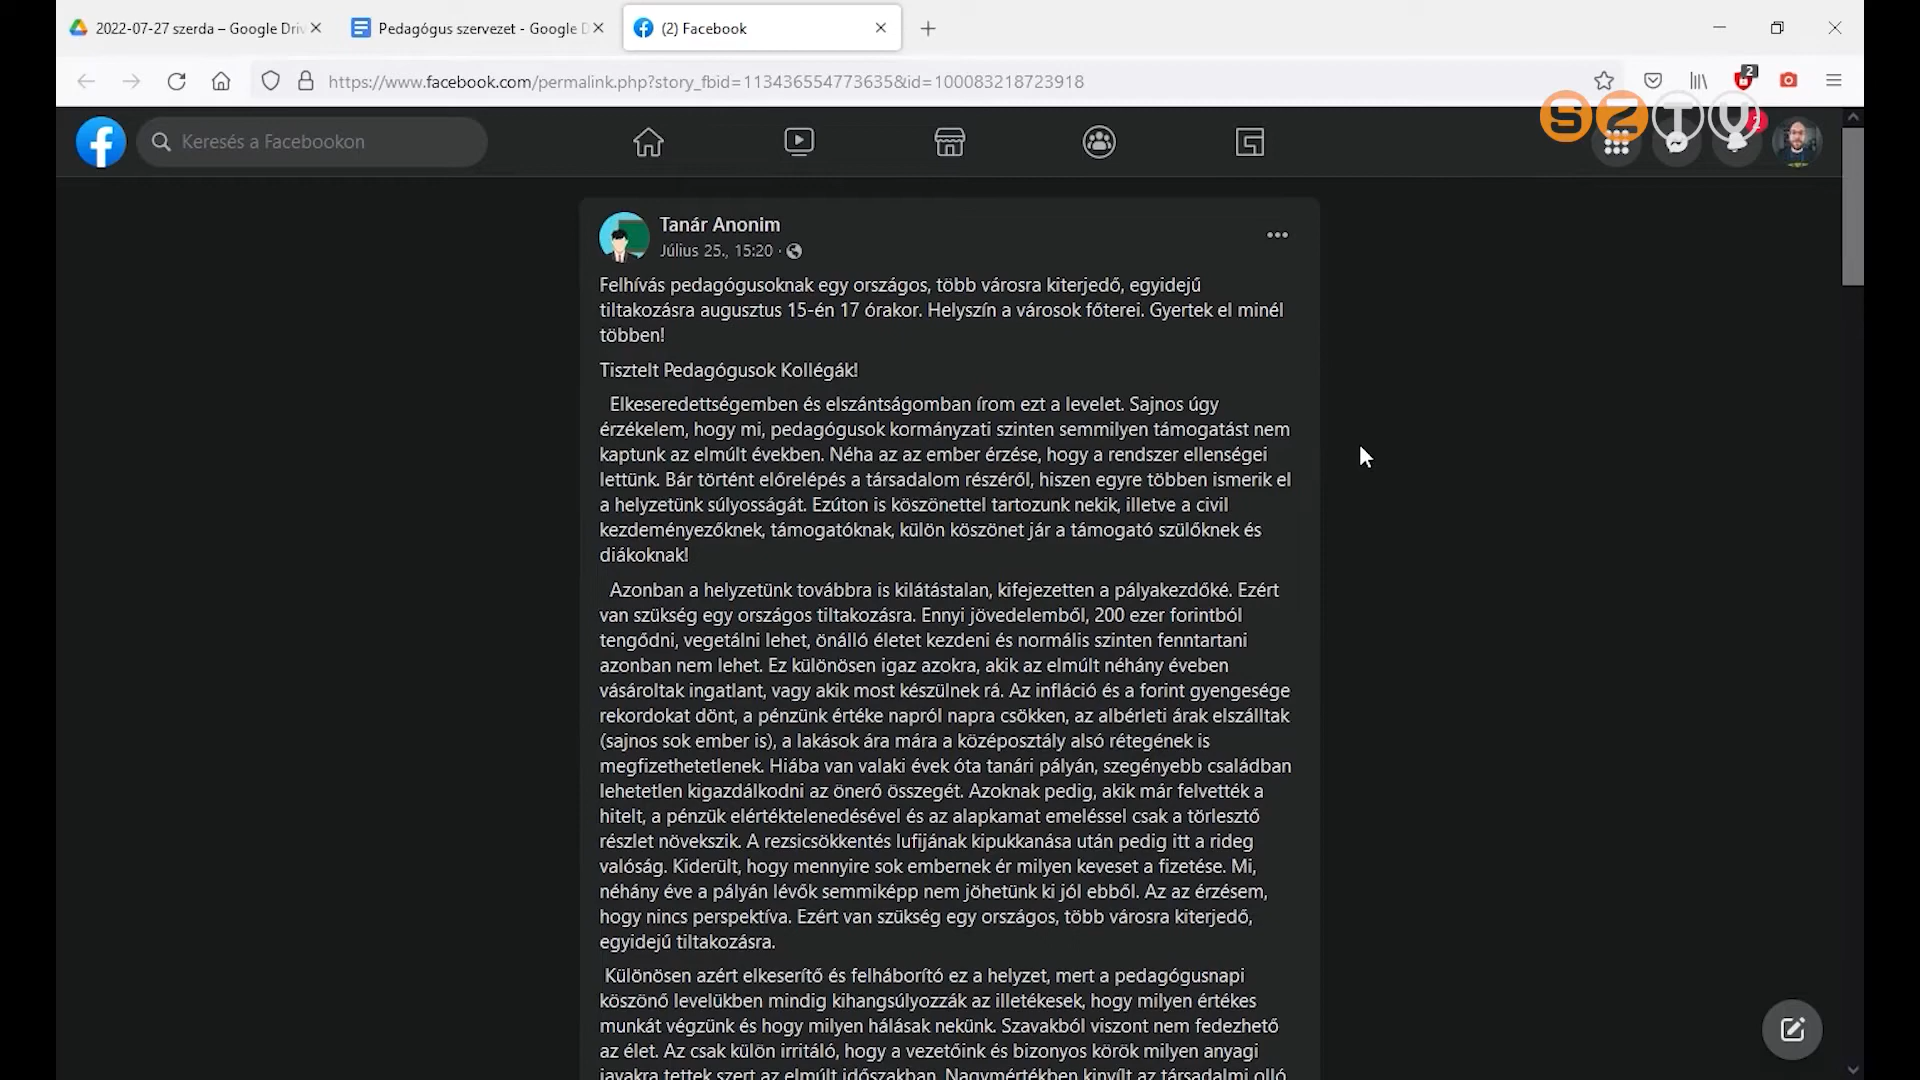 2022-07-27 szerda – Google Driv
Pedagógus szervezet - Google D
(2) Facebook
https://www.facebook.com/permalink.php?story_fbid=113436554773635&id=100083218723918
2
SZTV
Keresés a Facebookon
2
Tanár Anonim
Július 25., 15:20 ·
Felhívás pedagógusoknak egy országos, több városra kiterjedő, egyidejű
tiltakozásra augusztus 15-én 17 órakor. Helyszín a városok főterei. Gyertek el minél
többen!
Tisztelt Pedagógusok Kollégák!
Elkeseredettségemben és elszántságomban írom ezt a levelet. Sajnos úgy
érzékelem, hogy mi, pedagógusok kormányzati szinten semmilyen támogatást nem
kaptunk az elmúlt években. Néha az az ember érzése, hogy a rendszer ellenségei
lettünk. Bár történt előrelépés a társadalom részéről, hiszen egyre többen ismerik el
a helyzetünk súlyosságát. Ezúton is köszönettel tartozunk nekik, illetve a civil
kezdeményezőknek, támogatóknak, külön köszönet jár a támogató szülőknek és
diákoknak!
Azonban a helyzetünk továbbra is kilátástalan, kifejezetten a pályakezdőké. Ezért
van szükség egy országos tiltakozásra. Ennyi jövedelemből, 200 ezer forintból
tengődni, vegetálni lehet, önálló életet kezdeni és normális szinten fenntartani
azonban nem lehet. Ez különösen igaz azokra, akik az elmúlt néhány éveben
vásároltak ingatlant, vagy akik most készülnek rá. Az infláció és a forint gyengesége
rekordokat dönt, a pénzünk értéke napról napra csökken, az albérleti árak elszálltak
(sajnos sok ember is), a lakások ára mára a középosztály alsó rétegének is
megfizethetetlenek. Hiába van valaki évek óta tanári pályán, szegényebb családban
lehetetlen kigazdálkodni az önerő összegét. Azoknak pedig, akik már felvették a
hitelt, a pénzük elértéktelenedésével és az alapkamat emeléssel csak a törlesztő
részlet növekszik. A rezsicsökkentés lufijának kipukkanása után pedig itt a rideg
valóság. Kiderült, hogy mennyire sok embernek ér milyen keveset a fizetése. Mi,
néhány éve a pályán lévők semmiképp nem jöhetünk ki jól ebből. Az az érzésem,
hogy nincs perspektíva. Ezért van szükség egy országos, több városra kiterjedő,
egyidejű tiltakozásra.
Különösen azért elkeserítő és felháborító ez a helyzet, mert a pedagógusnapi
köszönő levelükben mindig kihangsúlyozzák az illetékesek, hogy milyen értékes
munkát végzünk és hogy milyen hálásak nekünk. Szavakból viszont nem fedezhető
az élet. Az csak külön irritáló, hogy a vezetőink és bizonyos körök milyen anyagi
javakra tettek szert az elmúlt időszakban. Nagymértékben kinyílt az társadalmi olló